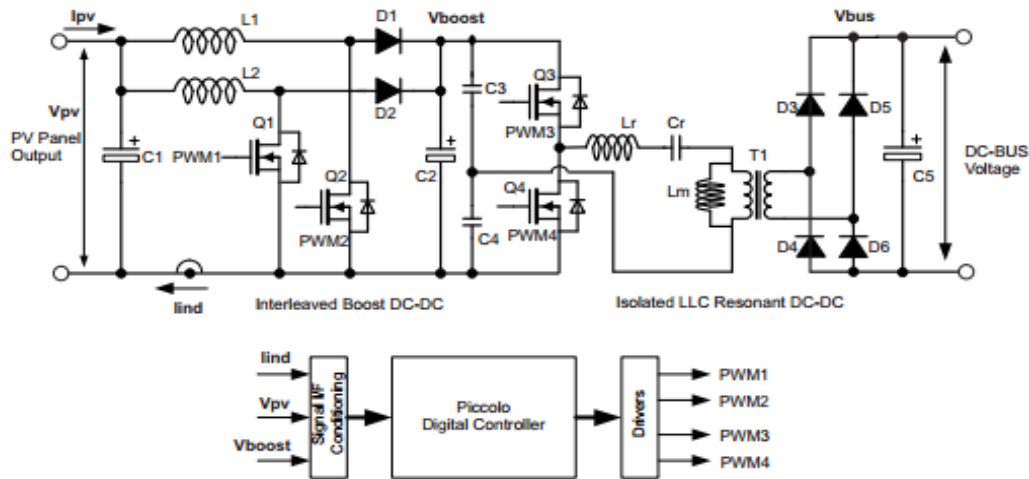 Ipv
L1
D1
Vboost
Vbus
L2
D2
C3
Q3
PWM3
Lr
Cr
D3
D5
Vpv
PV Panel
Output
C1
Q1
PWM1
C2
T1
Lm
C5
DC-BUS
Voltage
Q2
PWM2
C4
Q4
PWM4
D4
D6
Iind
Interleaved Boost DC-DC
Isolated LLC Resonant DC-DC
Iind
Vpv
Vboost
Signal I/F
Conditioning
Piccolo
Digital Controller
Drivers
PWM1
PWM2
PWM3
PWM4